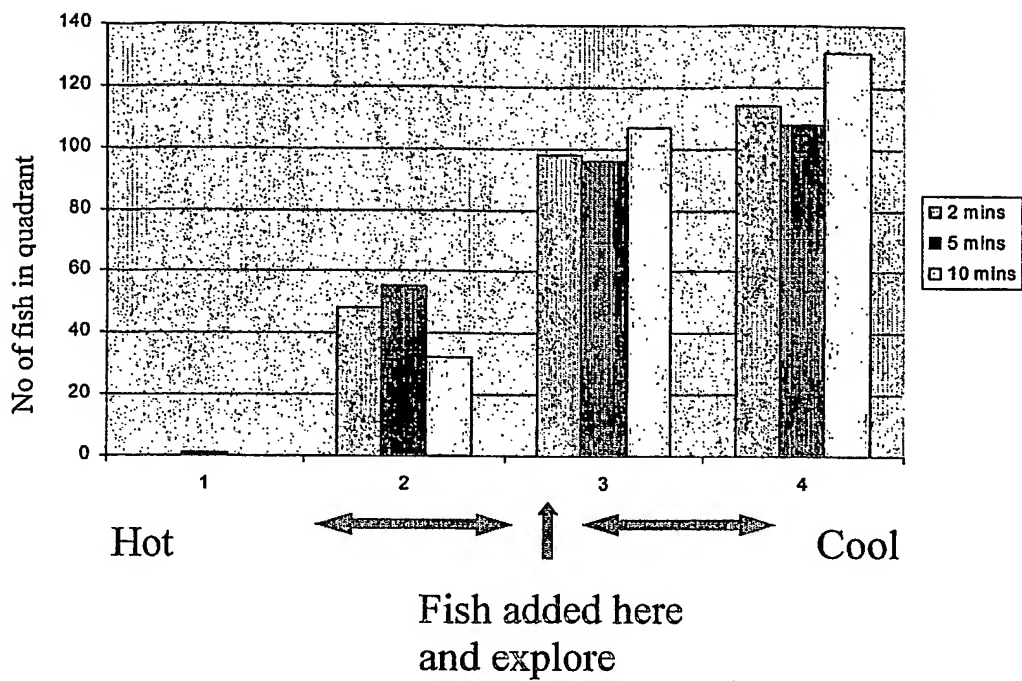 140
120
100
80
60
40
20
0
No of fish in quadrant
1
2
3
4
2 mins
5 mins
10 mins
Hot
Cool
Fish added here
and explore